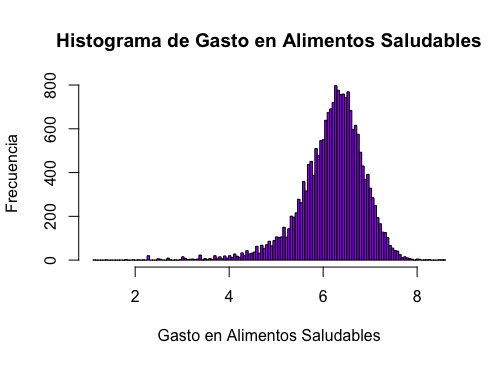 Histograma de Gasto en Alimentos Saludables
Frecuencia
800
600
400
200
0
2 4 6 8
Gasto en Alimentos Saludables